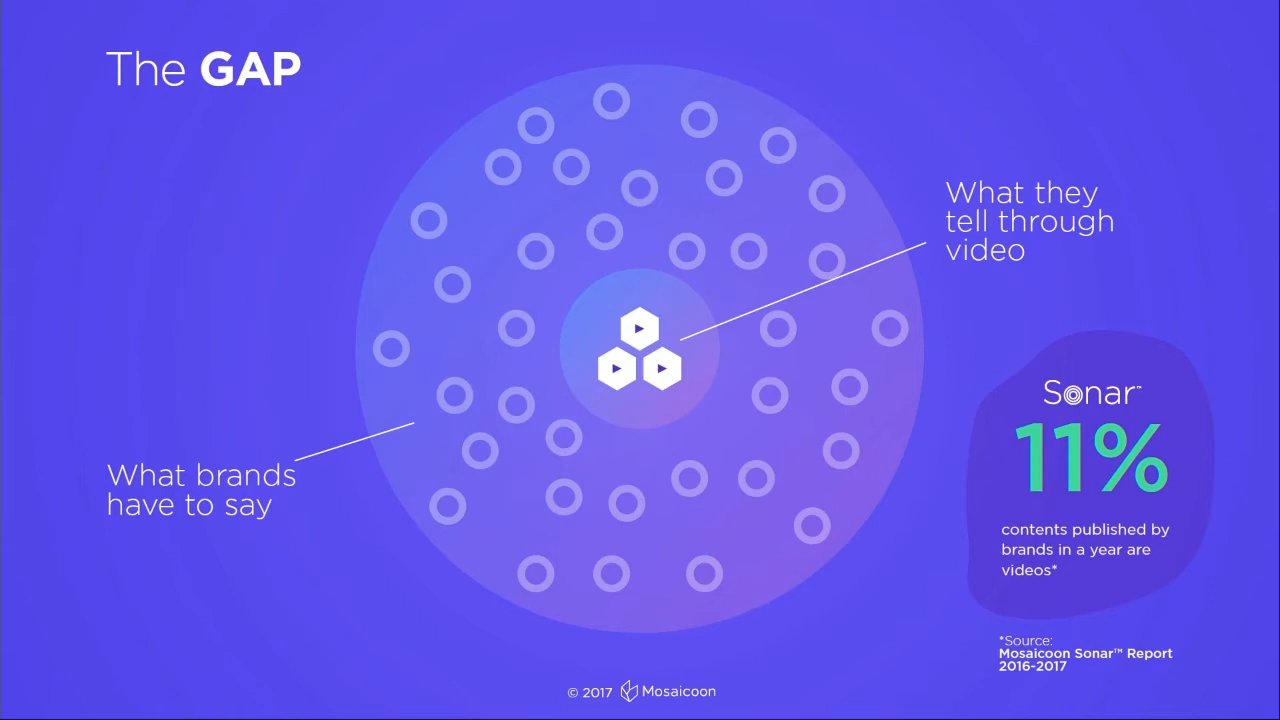 The GAP
What they
tell through
video
What brands
have to say
Sonar™
11%
contents published by
brands in a year are
videos*
*Source:
Mosaicoon Sonar™ Report
2016-2017
© 2017 Mosaicoon